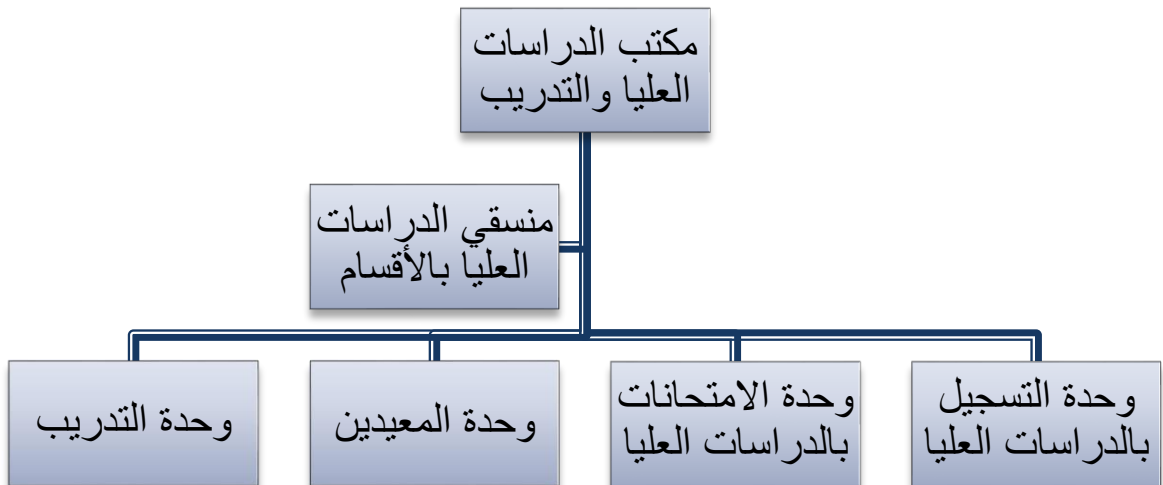 مكتب الدراسات
العليا والتدريب
منسقي الدراسات
العليا بالأقسام
وحدة التسجيل
بالدراسات العليا
وحدة الامتحانات
بالدراسات العليا
وحدة المعيدين
وحدة التدريب